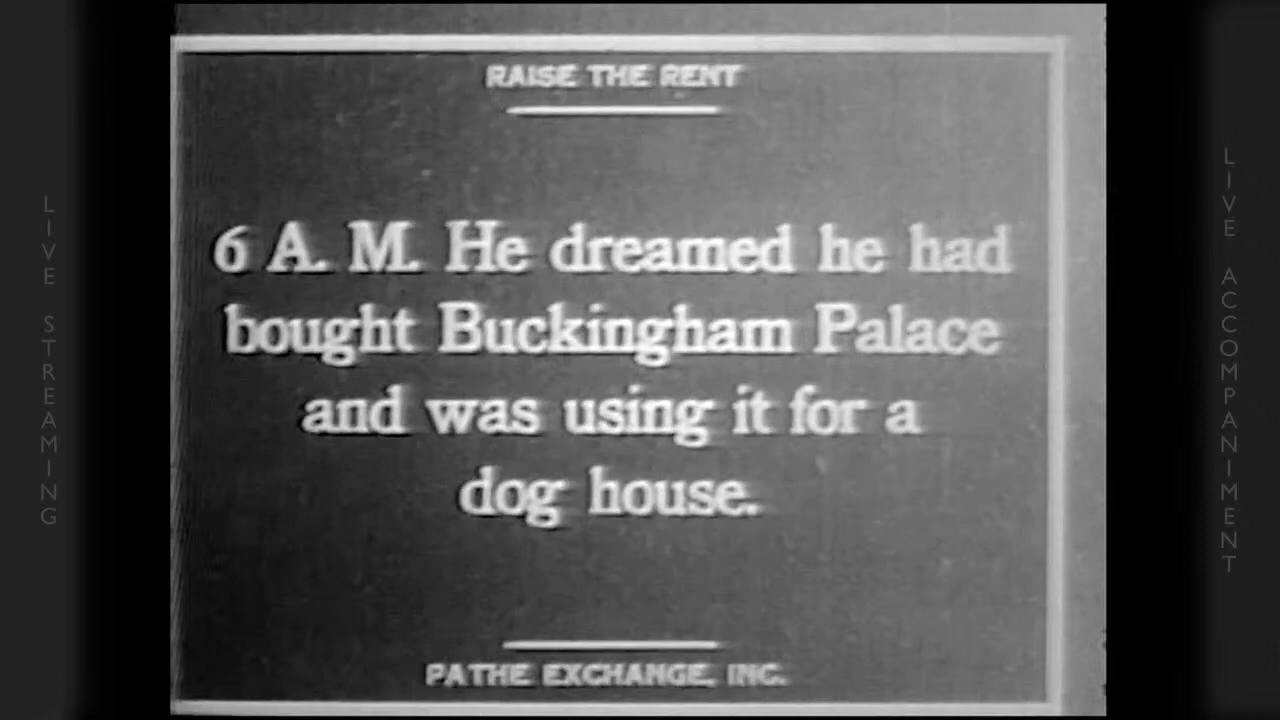 RAISE THE RENT
6 A. M. He dreamed he had
bought Buckingham Palace
and was using it for a
dog house.
PATHE EXCHANGE, INC.
LIVE STREAMING
LIVE ACCOMPANIMENT